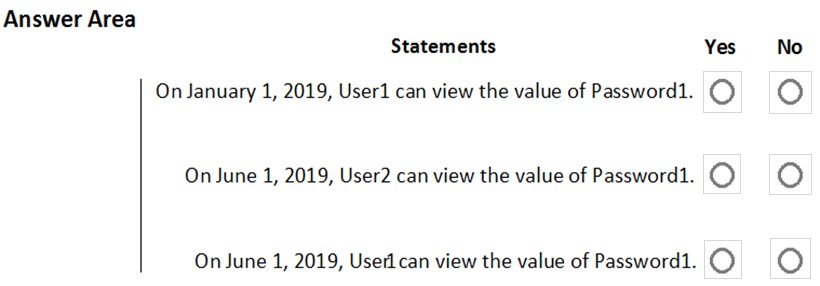 Answer Area
Statements Yes No
On January 1, 2019, User1 can view the value of Password1.
On June 1, 2019, User2 can view the value of Password1.
On June 1, 2019, User1 can view the value of Password1.